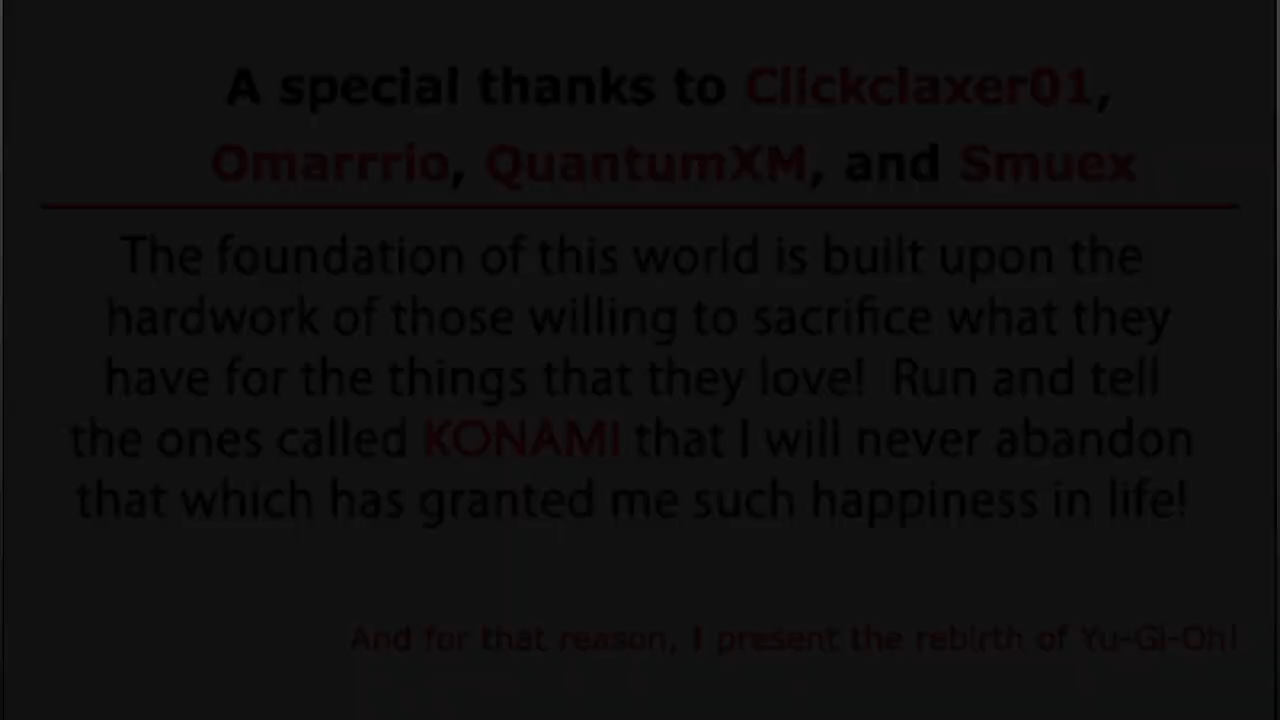 A special thanks to Clickclaxer01,
Omarrrio, QuantumXM, and Smuex
The foundation of this world is built upon the
hardwork of those willing to sacrifice what they
have for the things that they love!  Run and tell
the ones called KONAMI that I will never abandon
that which has granted me such happiness in life!
And for that reason, I present the rebirth of Yu-Gi-Oh!